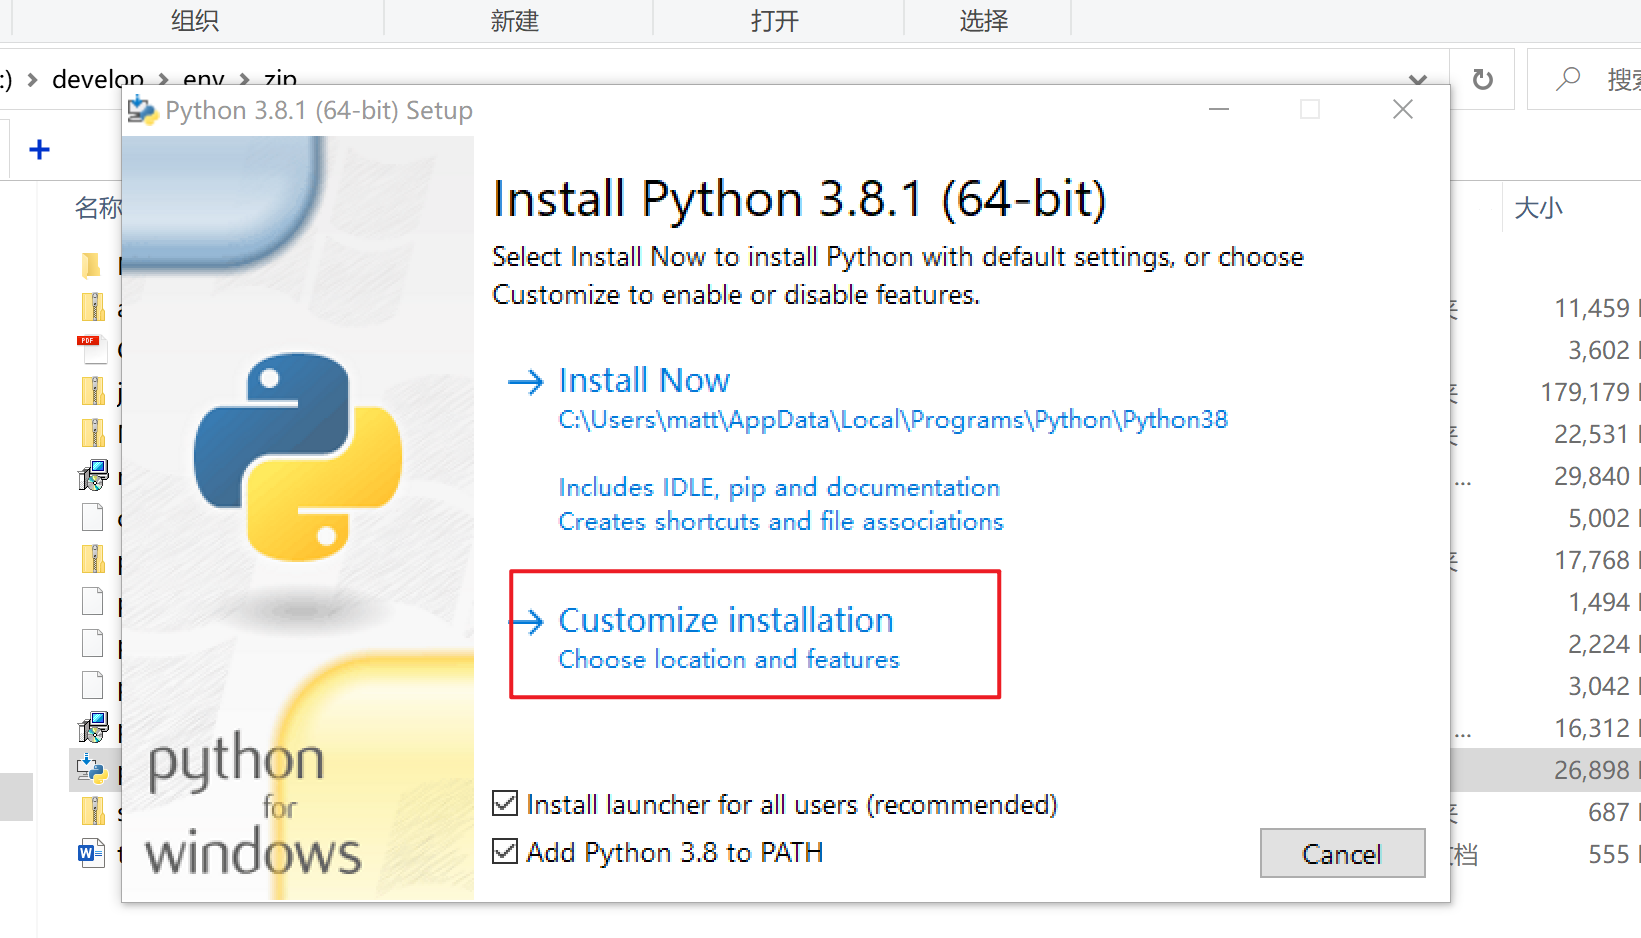 组织
新建
打开
选择
:) > develop > env > zip
搜索
Python 3.8.1 (64-bit) Setup
+
名称
大小
Install Python 3.8.1 (64-bit)
Select Install Now to install Python with default settings, or choose
Customize to enable or disable features.
Install Now
C:\Users\matt\AppData\Local\Programs\Python\Python38
Includes IDLE, pip and documentation
Creates shortcuts and file associations
Customize installation
Choose location and features
Install launcher for all users (recommended)
Add Python 3.8 to PATH
Cancel
python
for
windows
PDF
W
11,459
3,602
179,179
22,531
... 29,840
5,002
17,768
1,494
2,224
3,042
... 16,312
26,898
687
档 555